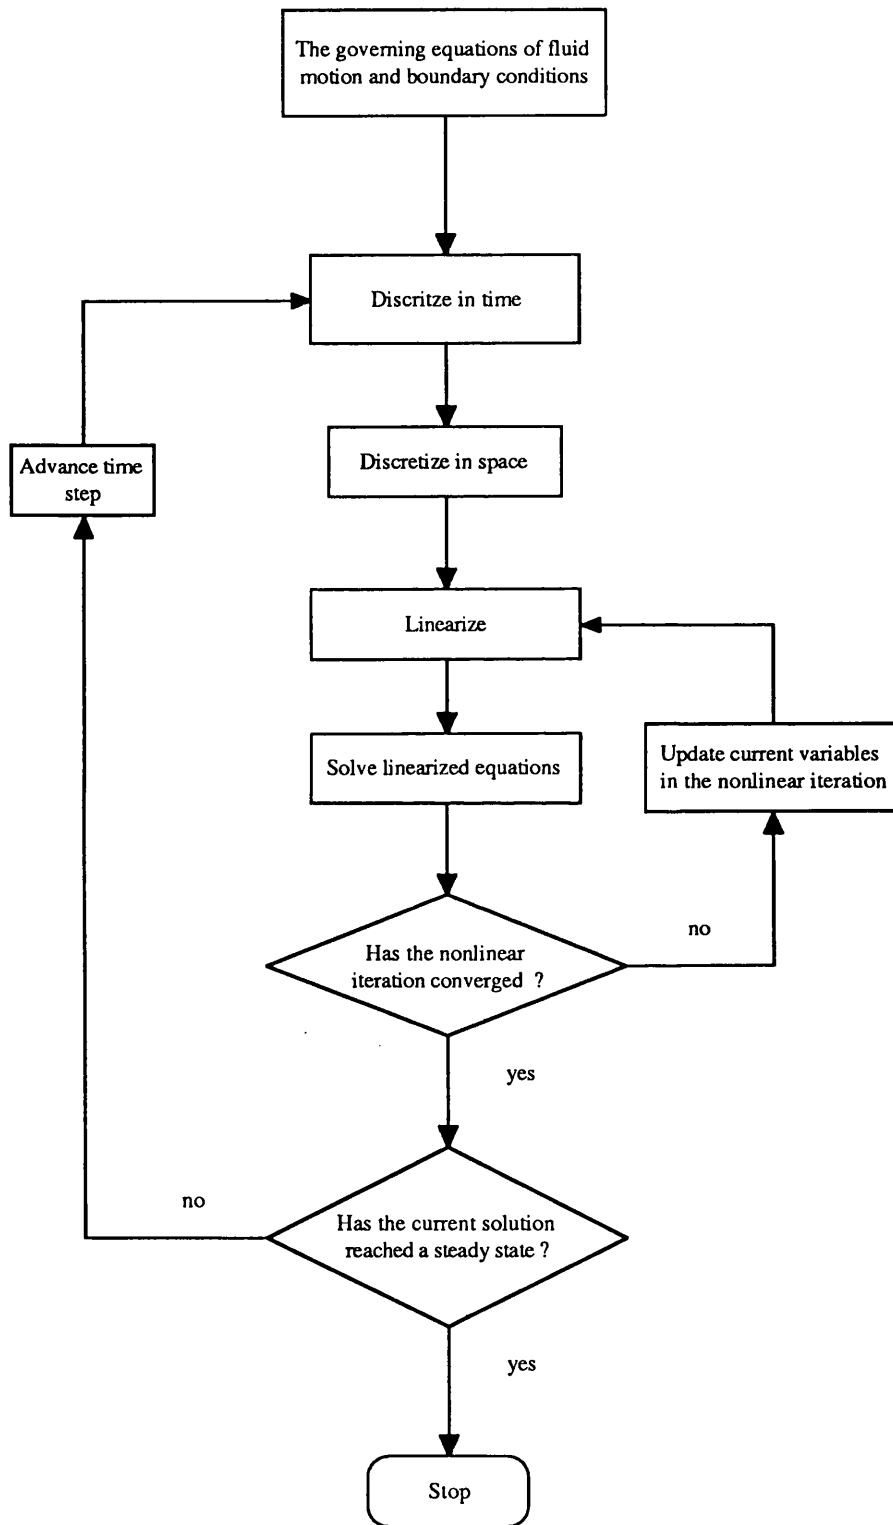 The governing equations of fluid
motion and boundary conditions
Discritze in time
Advance time
step
Discretize in space
Linearize
Solve linearized equations
Update current variables
in the nonlinear iteration
Has the nonlinear
iteration converged ?
no
yes
no
Has the current solution
reached a steady state ?
yes
Stop